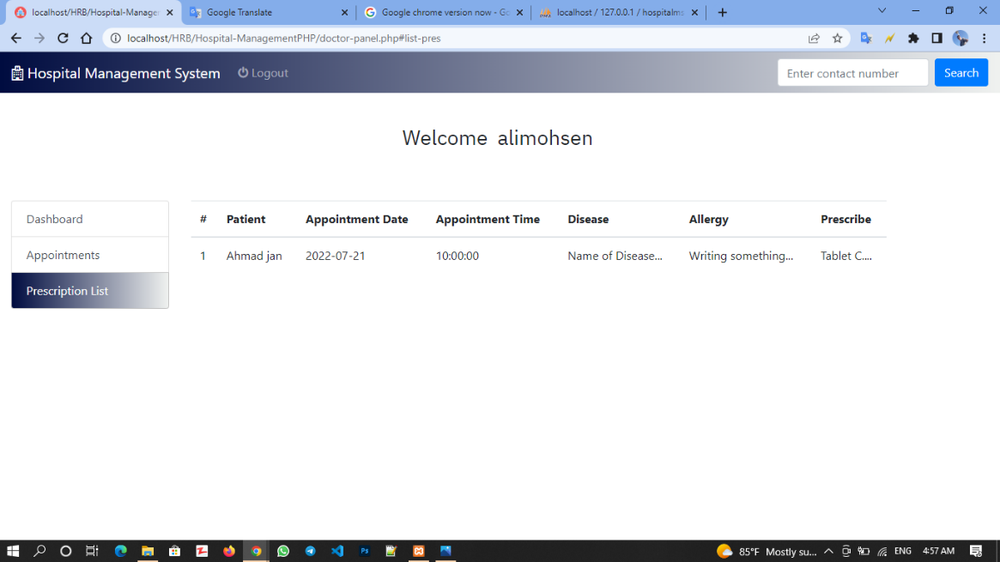 localhost/HRB/Hospital-Manager
Google Translate
Google chrome version now - Go
localhost / 127.0.0.1 / hospitalms
localhost/HRB/Hospital-ManagementPHP/doctor-panel.php#list-pres
Hospital Management System
Logout
Enter contact number
Search
Welcome alimohsen
Dashboard
Appointments
Prescription List
# Patient Appointment Date Appointment Time Disease Allergy Prescribe
1 Ahmad jan 2022-07-21 10:00:00 Name of Disease... Writing something... Tablet C....
85°F Mostly su... ENG 4:57 AM